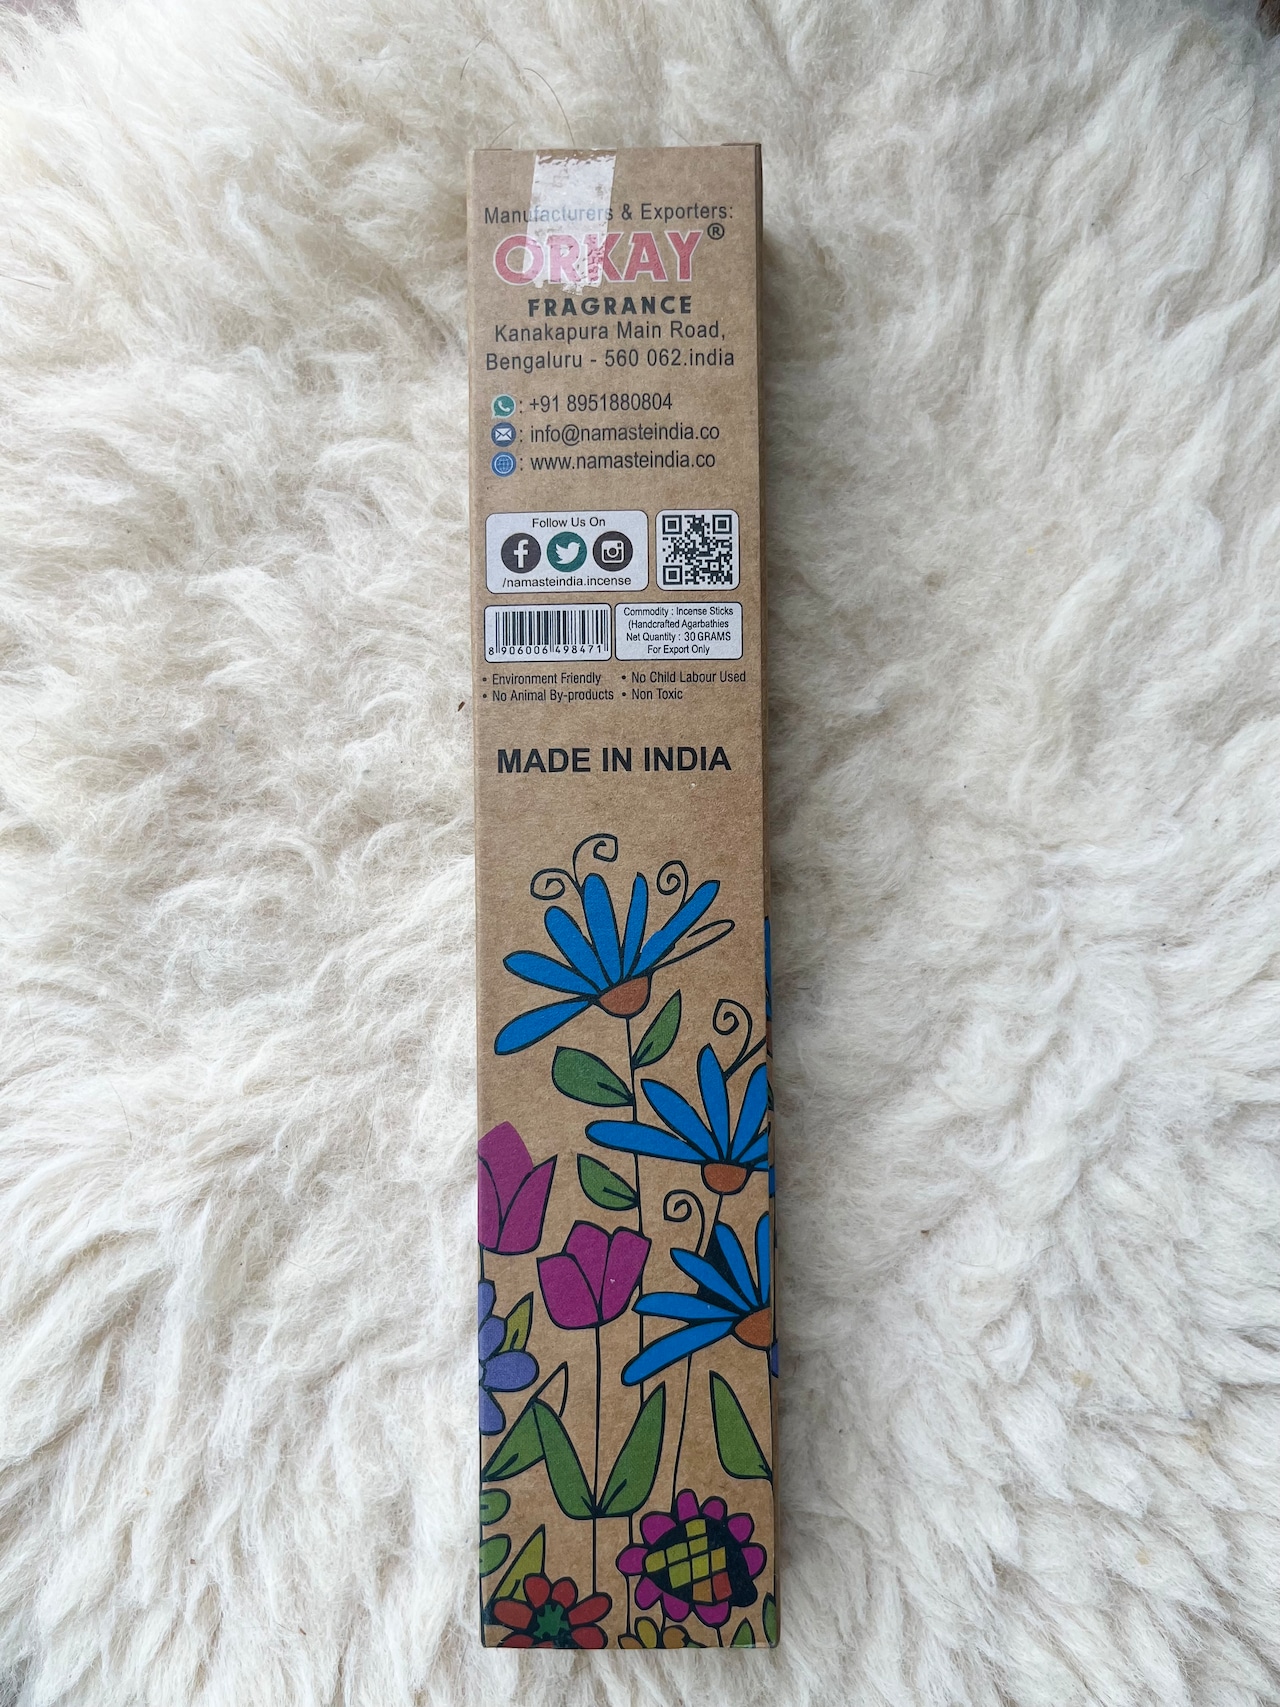 Manufacturers & Exporters:
ORKAY®
FRAGRANCE
Kanakapura Main Road,
Bengaluru - 560 062.india
: +91 8951880804
: info@namasteindia.co
: www.namasteindia.co
Follow Us On
/namasteindia.incense
8 906006 498471
Commodity : Incense Sticks
(Handcrafted Agarbathies
Net Quantity : 30 GRAMS
For Export Only
• Environment Friendly • No Child Labour Used
• No Animal By-products • Non Toxic
MADE IN INDIA